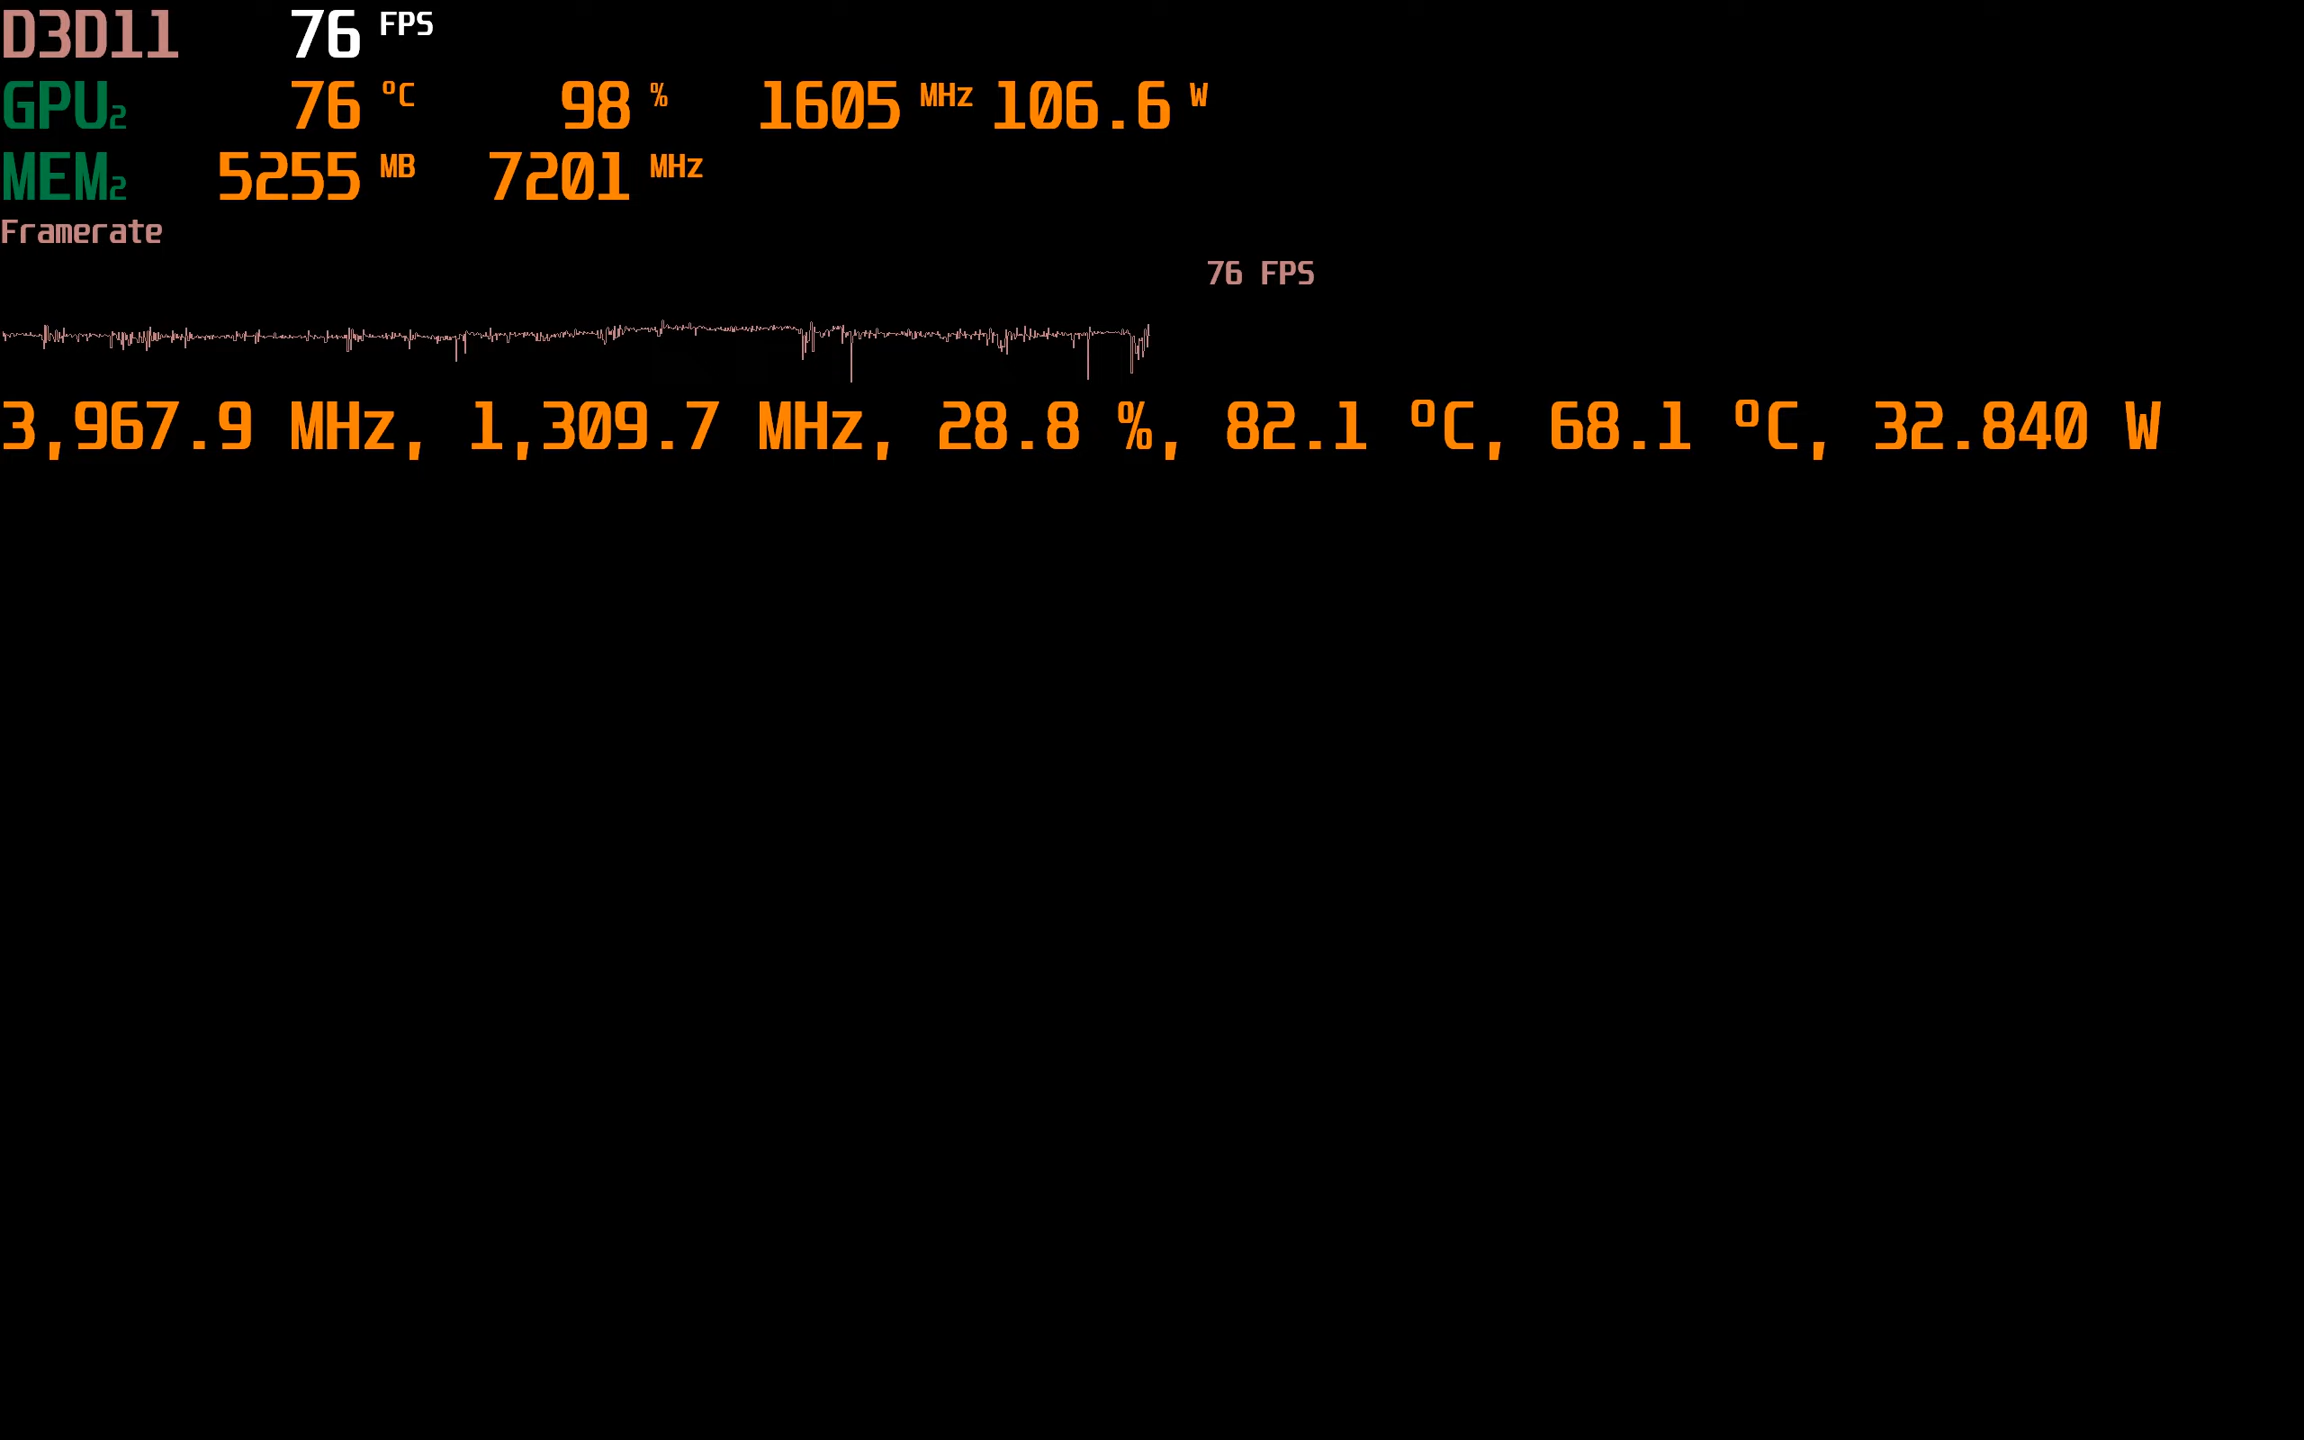 D3D11 76 FPS
GPU2 76 °C 98 % 1605 MHz 106.6 W
MEM2 5255 MB 7201 MHz
Framerate
76 FPS
3,967.9 MHz, 1,309.7 MHz, 28.8 %, 82.1 °C, 68.1 °C, 32.840 W